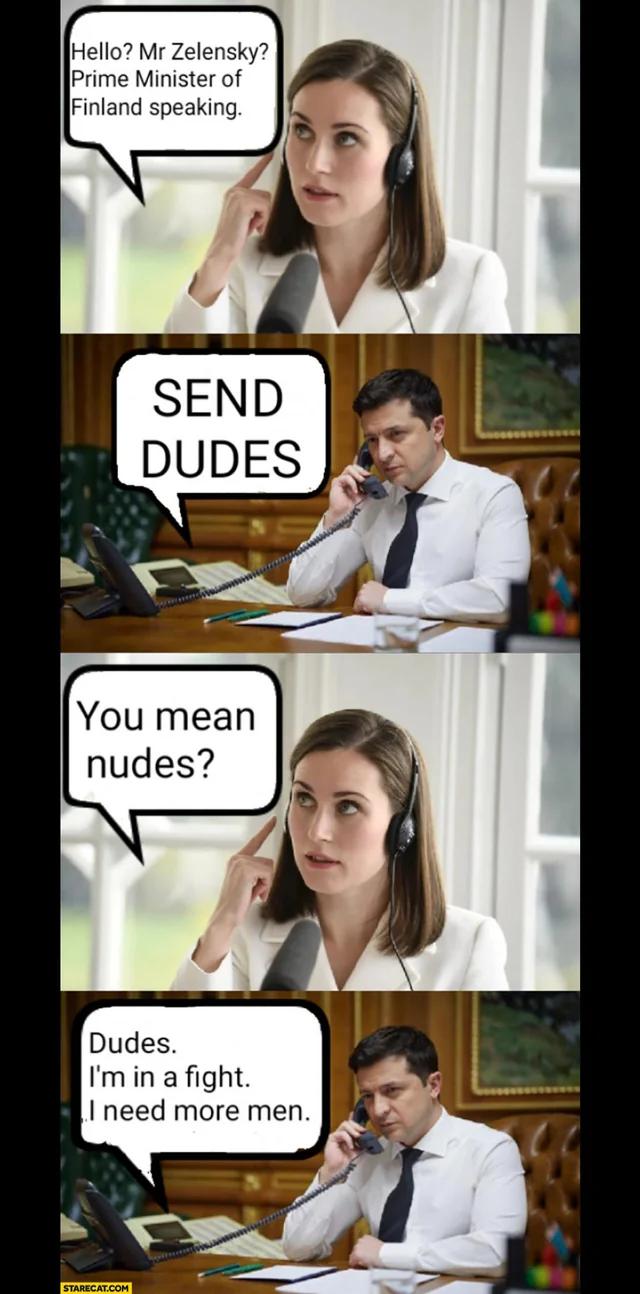 Hello? Mr Zelensky?
Prime Minister of
Finland speaking.
SEND
DUDES
You mean
nudes?
Dudes.
I'm in a fight.
I need more men.
STARECAT.COM